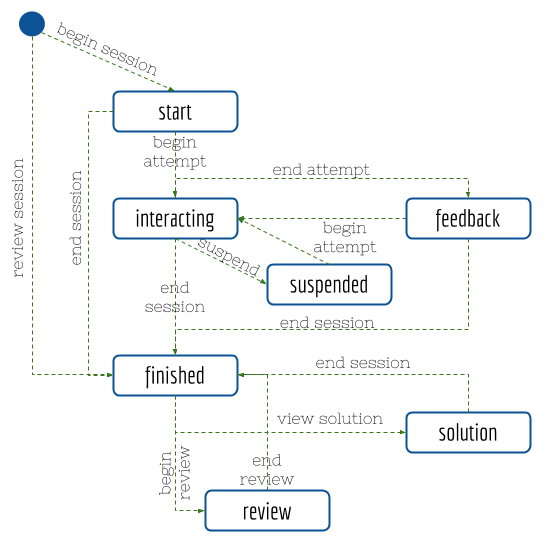 begin session
start
begin
attempt
end attempt
review session
end session
interacting
feedback
begin
attempt
suspend
suspended
end
session
end session
finished
end session
view solution
solution
begin
review
end
review
review